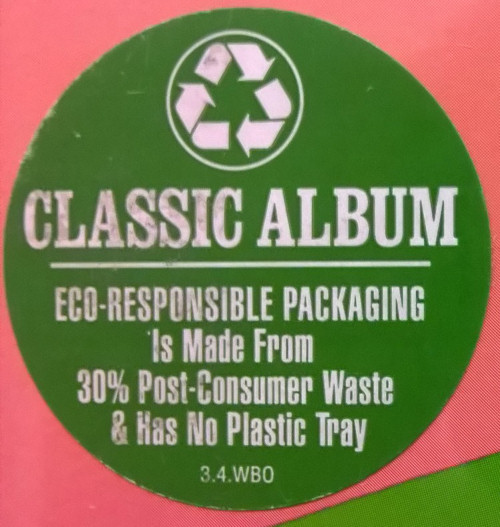 CLASSIC ALBUM
ECO-RESPONSIBLE PACKAGING
Is Made From
30% Post-Consumer Waste
& Has No Plastic Tray
3.4.WBO